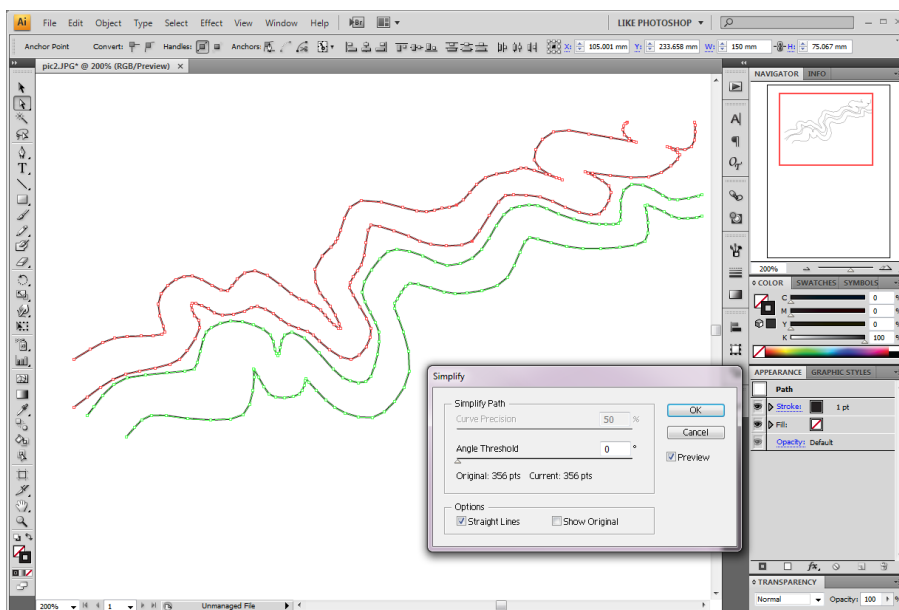 Ai File Edit Object Type Select Effect View Window Help Br LIKE PHOTOSHOP
Anchor Point Convert: Handles: Anchors: X: 105.001 mm Y: 233.658 mm W: 150 mm H: 75.067 mm
pic2.JPG* @ 200% (RGB/Preview) ×
NAVIGATOR INFO
200%
COLOR SWATCHES SYMBOLS
C 0 %
M 0 %
Y 0 %
K 100 %
APPEARANCE GRAPHIC STYLES
Path
Stroke: 1 pt
Fill:
Opacity: Default
fx.
TRANSPARENCY
Normal Opacity: 100 %
Simplify
Simplify Path
Curve Precision 50 %
Angle Threshold 0 °
Original: 356 pts Current: 356 pts
Options
Straight Lines Show Original
OK
Cancel
Preview
200% 1 Unmanaged File